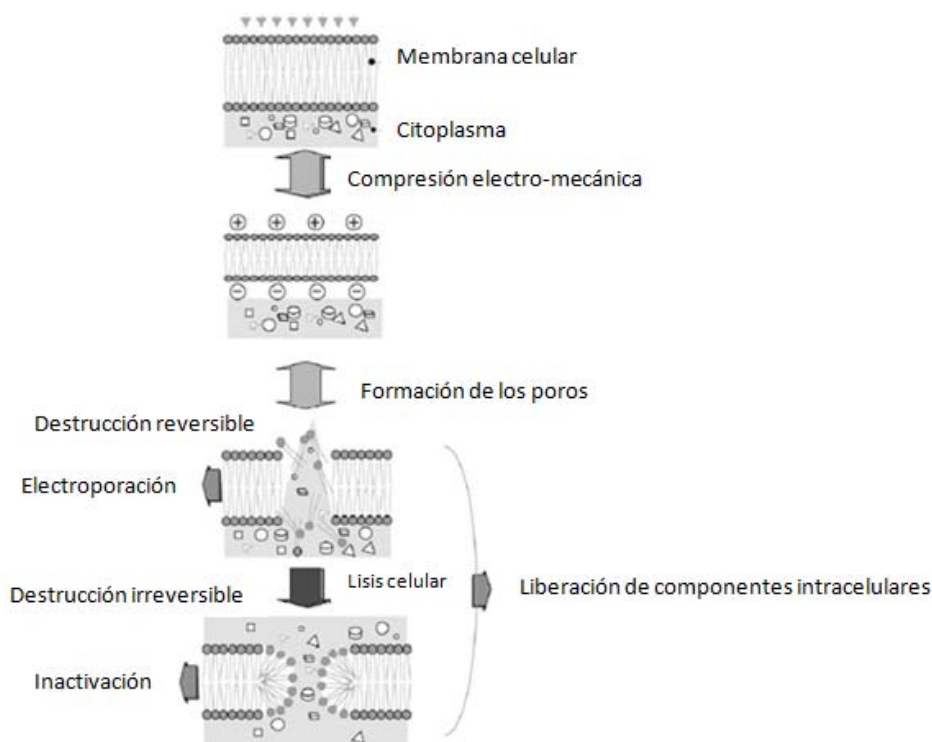 Membrana celular
Citoplasma
Compresión electro-mecánica
+ + + +
− − − −
Formación de los poros
Destrucción reversible
Electroporación
Lisis celular
Destrucción irreversible
Liberación de componentes intracelulares
Inactivación